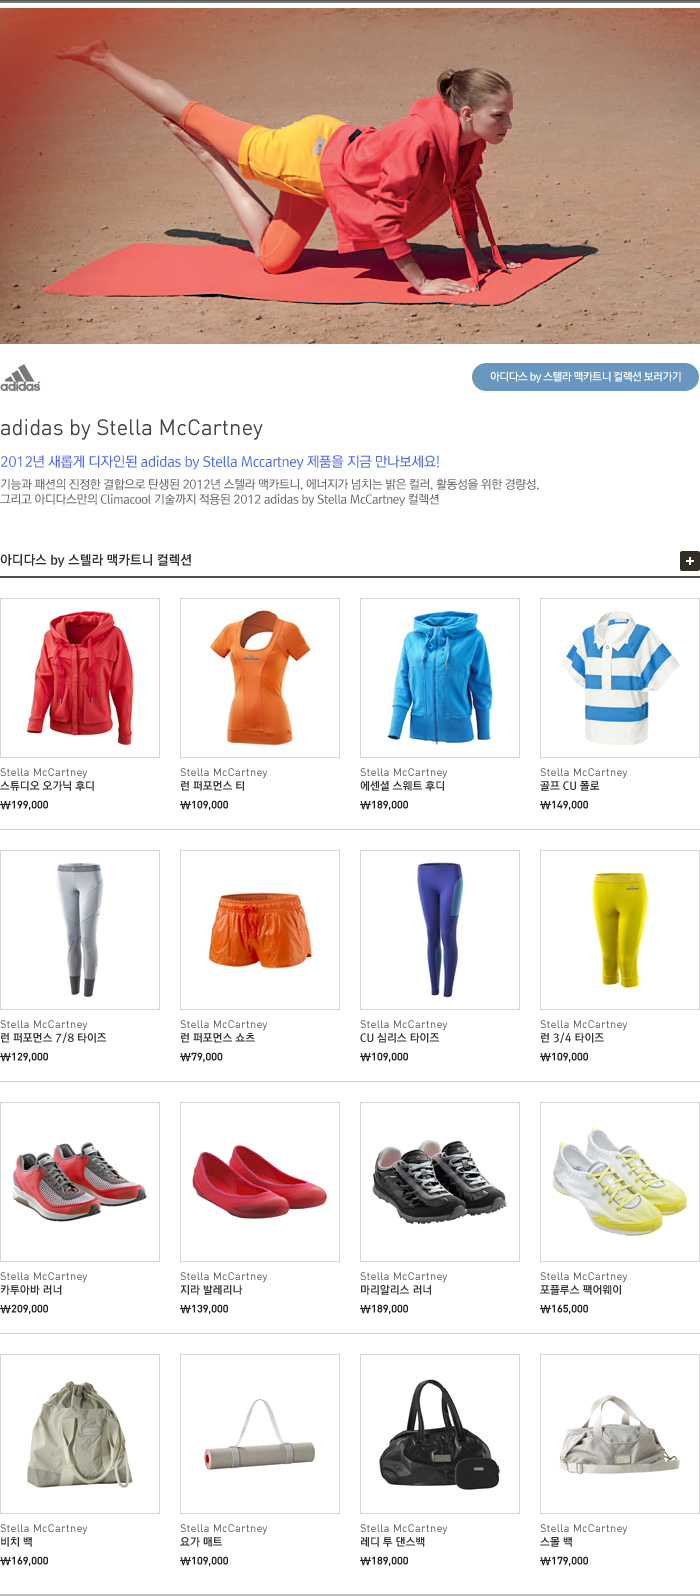 adidas
아디다스 by 스텔라 맥카트니 컬렉션 보러가기
adidas by Stella McCartney
2012년 새롭게 디자인된 adidas by Stella Mccartney 제품을 지금 만나보세요!
기능과 패션의 진정한 결합으로 탄생된 2012년 스텔라 맥카트니, 에너지가 넘치는 밝은 컬러, 활동성을 위한 경량성,
그리고 아디다스만의 Climacool 기술까지 적용된 2012 adidas by Stella McCartney 컬렉션
아디다스 by 스텔라 맥카트니 컬렉션
Stella McCartney
스튜디오 오가닉 후디
₩199,000
Stella McCartney
런 퍼포먼스 티
₩109,000
Stella McCartney
에센셜 스웨트 후디
₩189,000
Stella McCartney
골프 CU 폴로
₩149,000
Stella McCartney
런 퍼포먼스 7/8 타이즈
₩129,000
Stella McCartney
런 퍼포먼스 쇼츠
₩79,000
Stella McCartney
CU 심리스 타이즈
₩109,000
Stella McCartney
런 3/4 타이즈
₩109,000
Stella McCartney
카투아바 러너
₩209,000
Stella McCartney
지라 발레리나
₩139,000
Stella McCartney
마리알리스 러너
₩189,000
Stella McCartney
포플루스 팩어웨이
₩165,000
Stella McCartney
비치 백
₩169,000
Stella McCartney
요가 매트
₩109,000
Stella McCartney
레디 투 댄스백
₩189,000
Stella McCartney
스몰 백
₩179,000